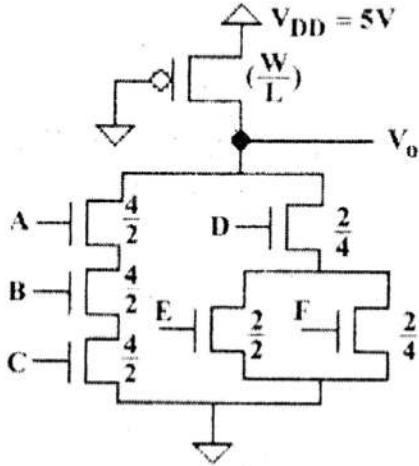 V_DD = 5V
(W/L)
V_o
A
4/2
D
2/4
B
4/2
E
2/2
F
2/4
C
4/2